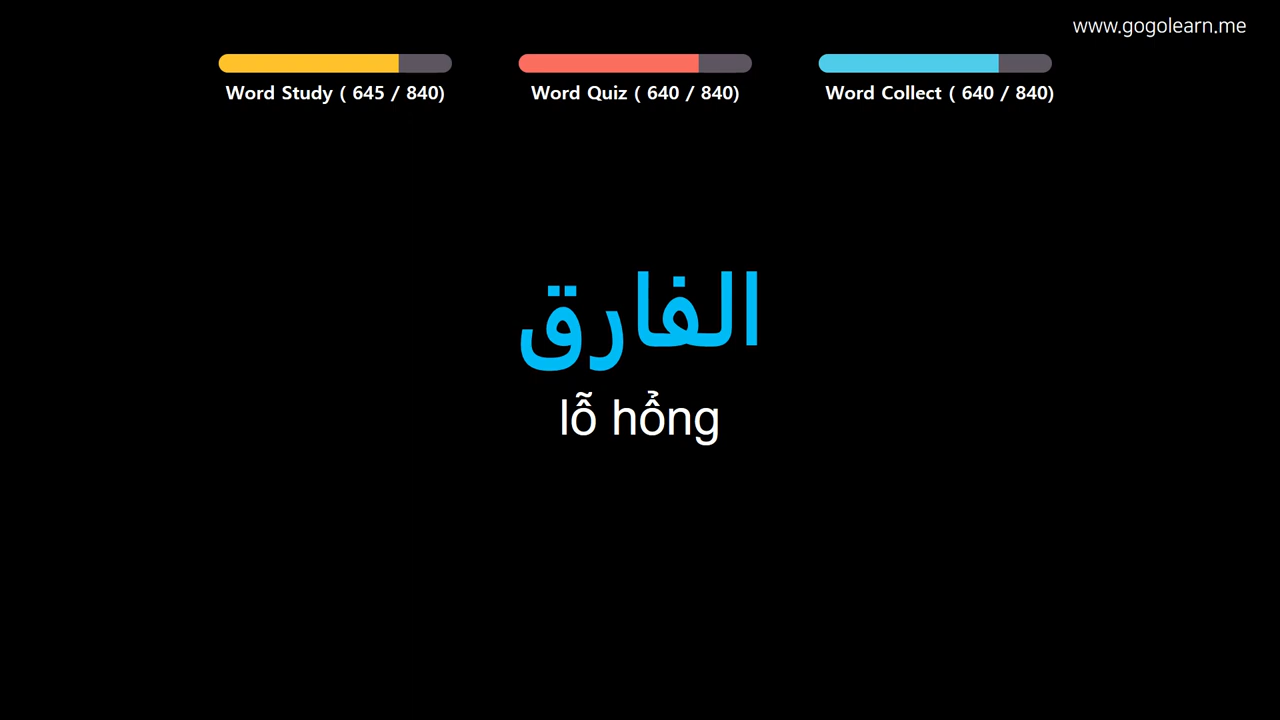 www.gogolearn.me
Word Study ( 645 / 840)
Word Quiz ( 640 / 840)
Word Collect ( 640 / 840)
الفارق
lỗ hổng